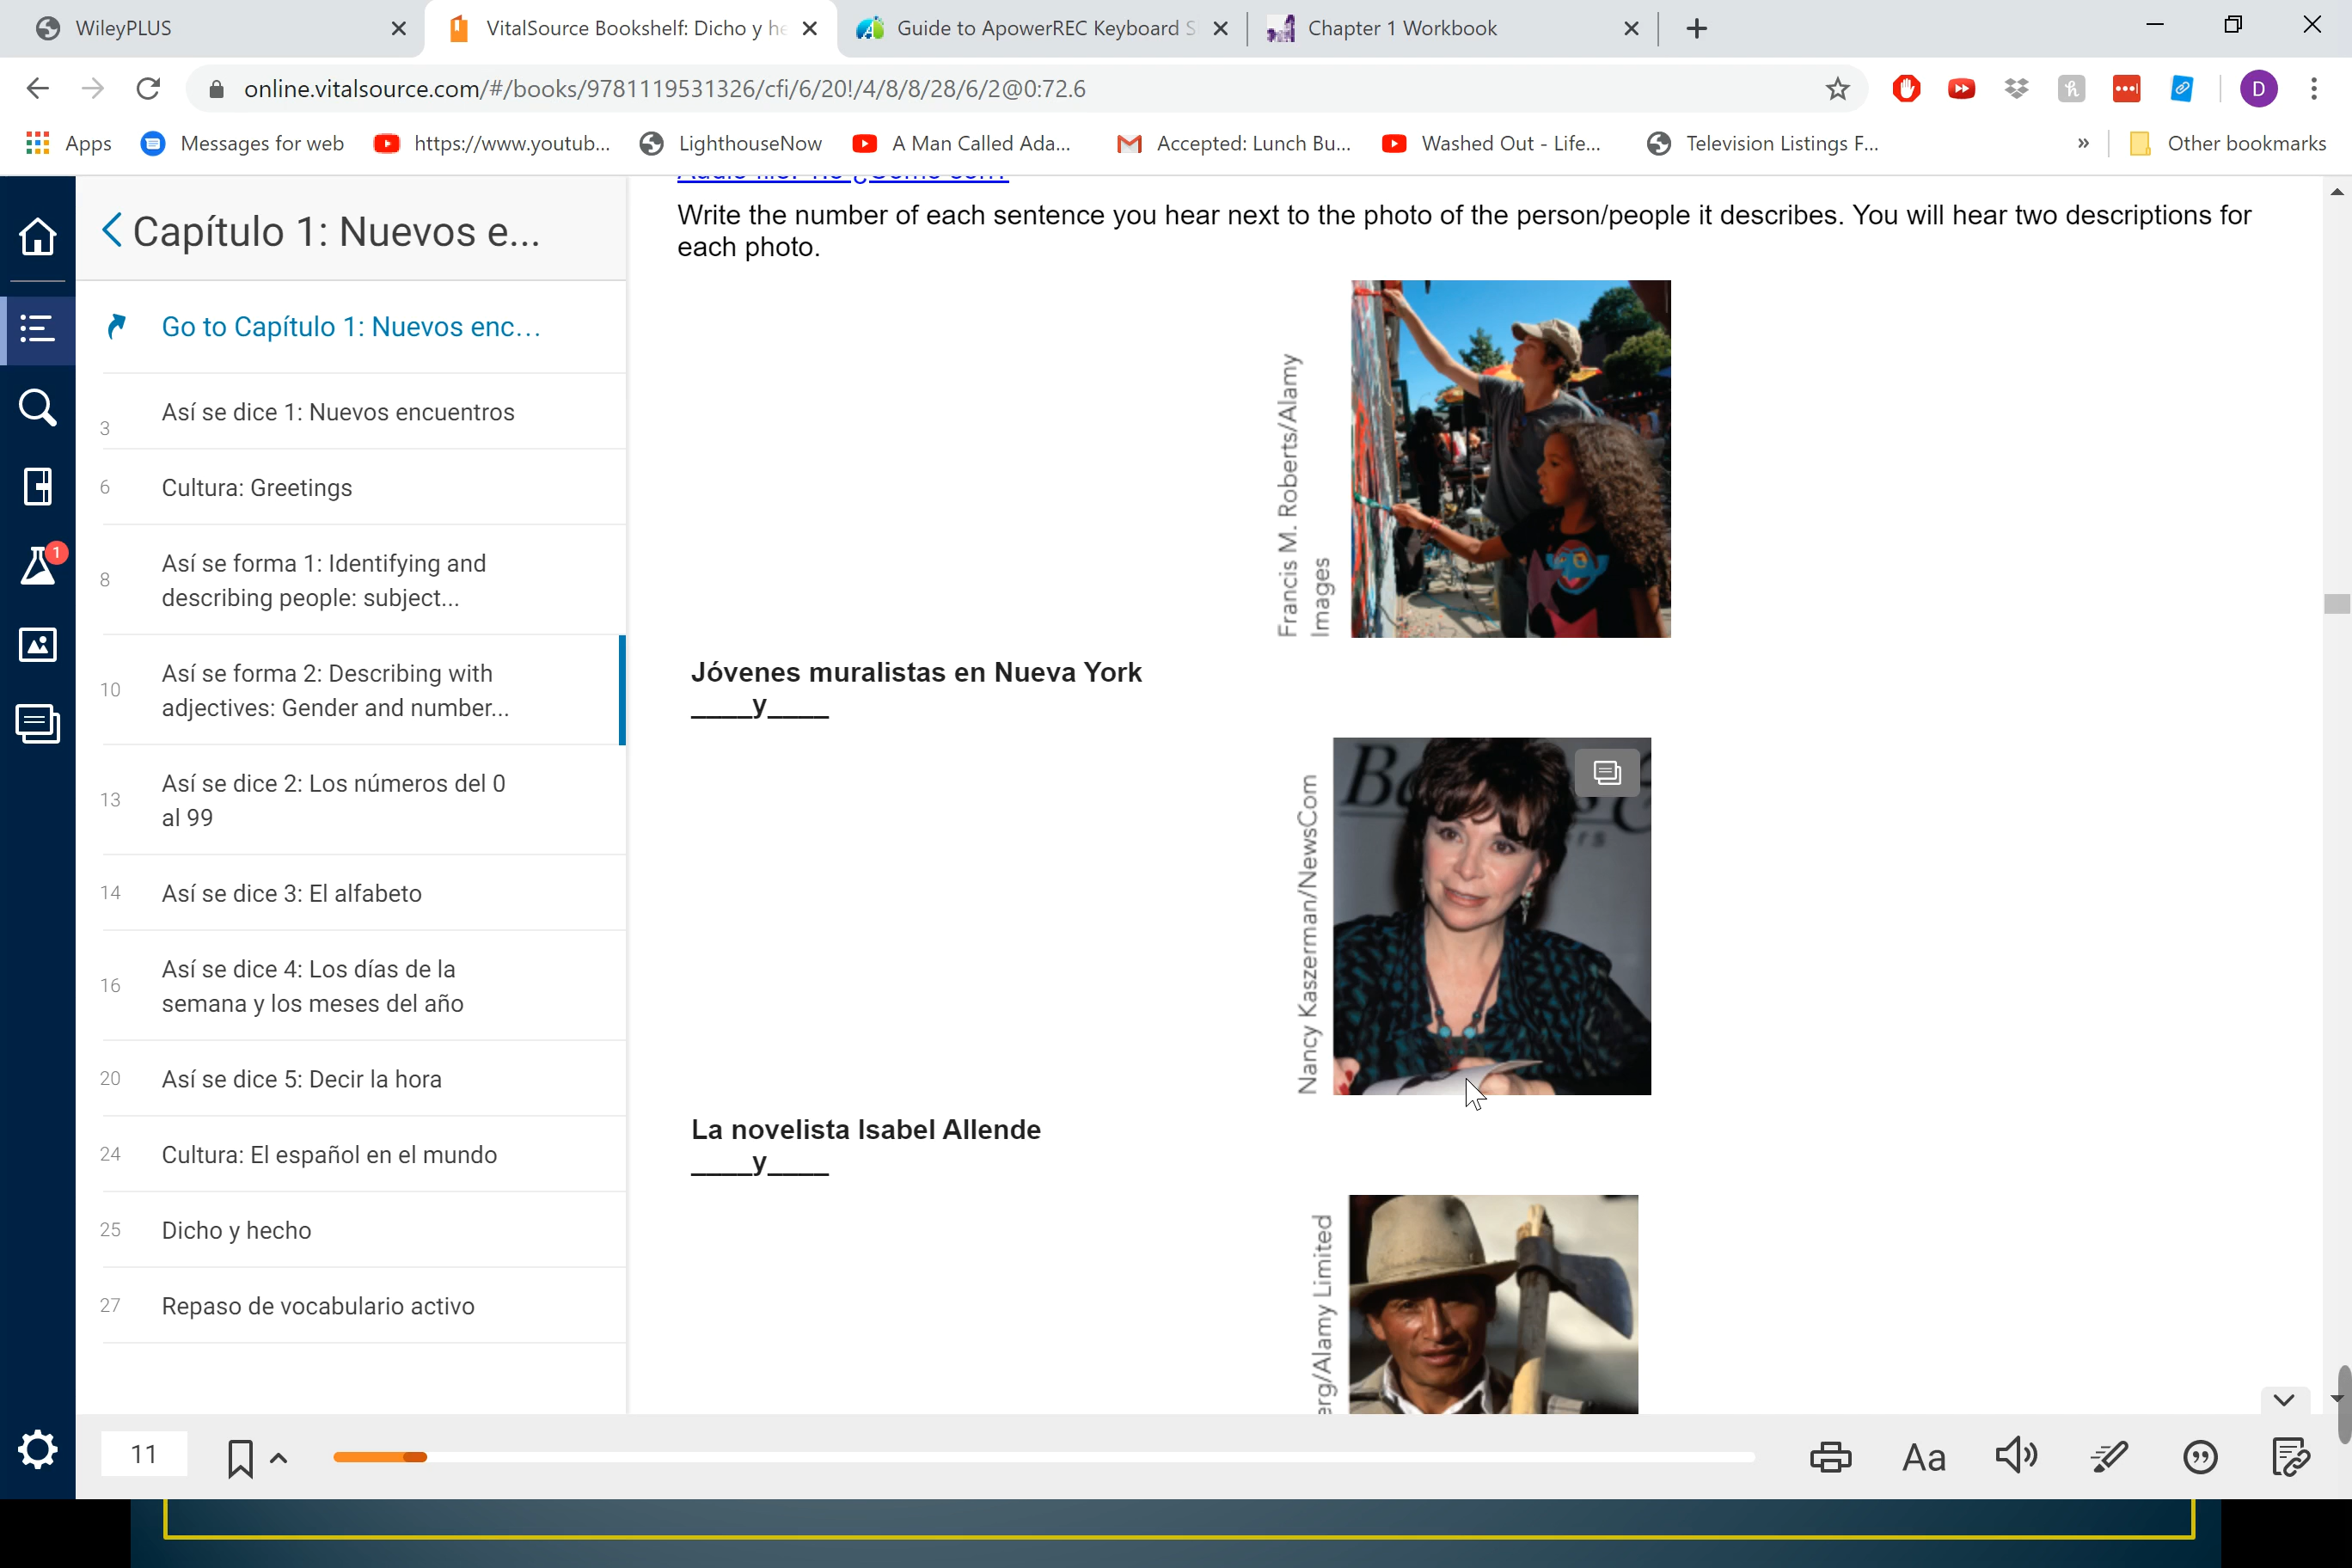 WileyPLUS
VitalSource Bookshelf: Dicho y he
Guide to ApowerREC Keyboard S
Chapter 1 Workbook
online.vitalsource.com/#/books/9781119531326/cfi/6/20!/4/8/8/28/6/2@0:72.6
D
Apps
Messages for web
https://www.youtub...
LighthouseNow
A Man Called Ada...
Accepted: Lunch Bu...
Washed Out - Life...
Television Listings F...
»
Other bookmarks
Capítulo 1: Nuevos e...
Go to Capítulo 1: Nuevos enc...
Así se dice 1: Nuevos encuentros
3
6 Cultura: Greetings
8 Así se forma 1: Identifying and
describing people: subject...
10 Así se forma 2: Describing with
adjectives: Gender and number...
13 Así se dice 2: Los números del 0
al 99
14 Así se dice 3: El alfabeto
16 Así se dice 4: Los días de la
semana y los meses del año
20 Así se dice 5: Decir la hora
24 Cultura: El español en el mundo
25 Dicho y hecho
27 Repaso de vocabulario activo
1
Write the number of each sentence you hear next to the photo of the person/people it describes. You will hear two descriptions for
each photo.
Francis M. Roberts/Alamy
Images
Jóvenes muralistas en Nueva York
____y____
Nancy Kaszerman/NewsCom
La novelista Isabel Allende
____y____
erg/Alamy Limited
11
Aa